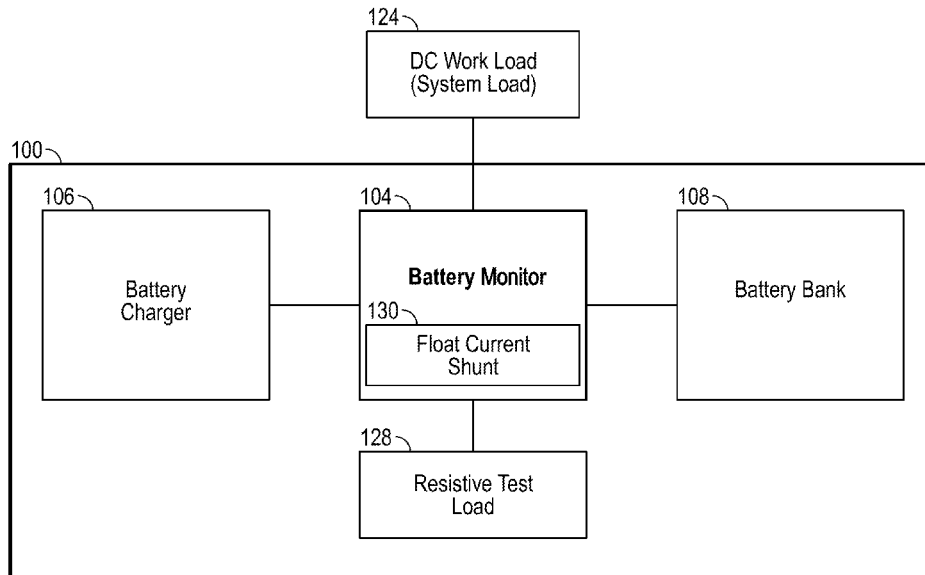 124
DC Work Load
(System Load)
100
106
104
108
Battery
Charger
Battery Monitor
Battery Bank
130
Float Current
Shunt
128
Resistive Test
Load